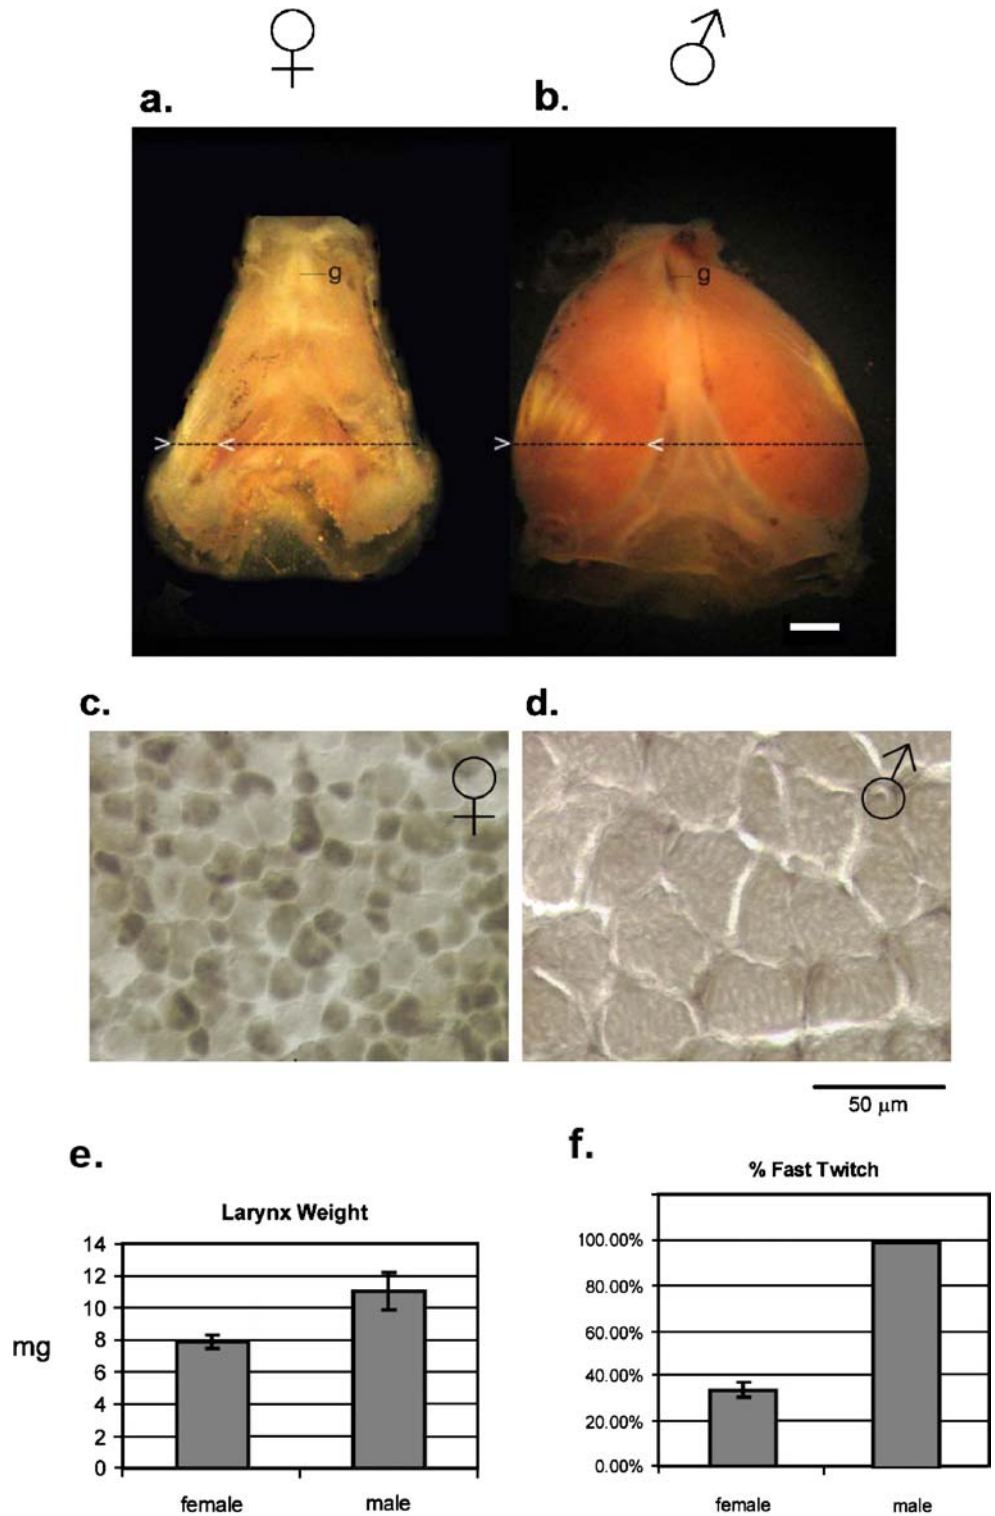 ♀ ♂
a. b.
g g
> < > <
c. d.
♀ ♂
50 µm
e. f.
Larynx Weight
mg
14
12
10
8
6
4
2
0
female male
% Fast Twitch
100.00%
80.00%
60.00%
40.00%
20.00%
0.00%
female male